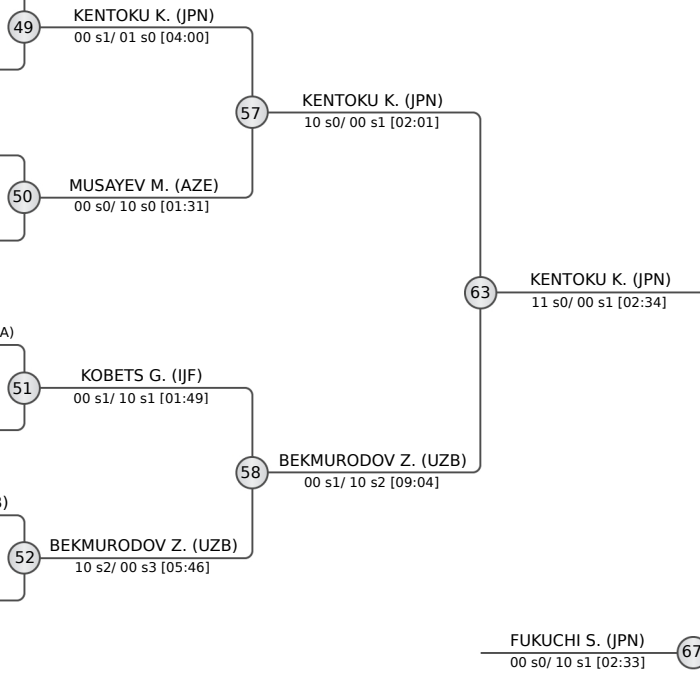 49
KENTOKU K. (JPN)
00 s1/ 01 s0 [04:00]
57
KENTOKU K. (JPN)
10 s0/ 00 s1 [02:01]
50
MUSAYEV M. (AZE)
00 s0/ 10 s0 [01:31]
63
KENTOKU K. (JPN)
11 s0/ 00 s1 [02:34]
A)
51
KOBETS G. (IJF)
00 s1/ 10 s1 [01:49]
58
BEKMURODOV Z. (UZB)
00 s1/ 10 s2 [09:04]
)
52
BEKMURODOV Z. (UZB)
10 s2/ 00 s3 [05:46]
FUKUCHI S. (JPN)
00 s0/ 10 s1 [02:33]
67